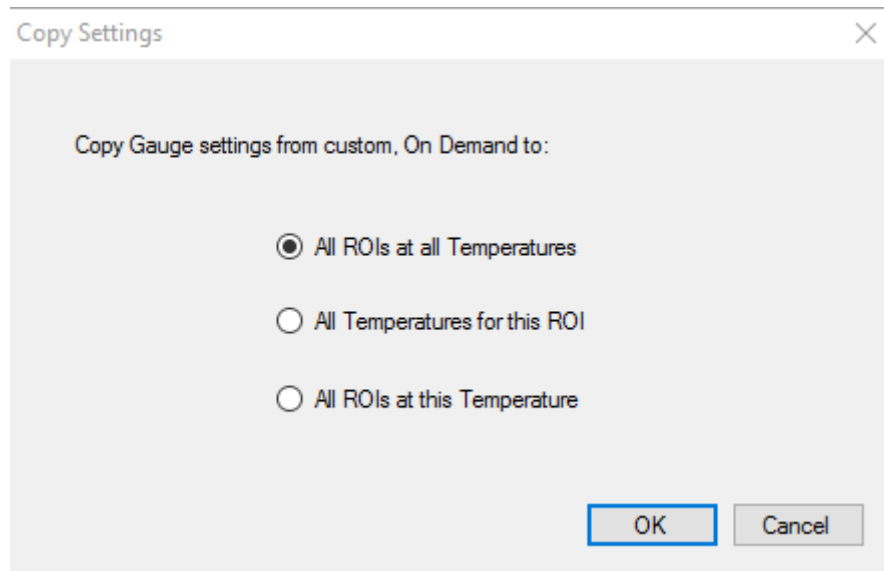 Copy Settings
Copy Gauge settings from custom, On Demand to:
All ROIs at all Temperatures
All Temperatures for this ROI
All ROIs at this Temperature
OK Cancel